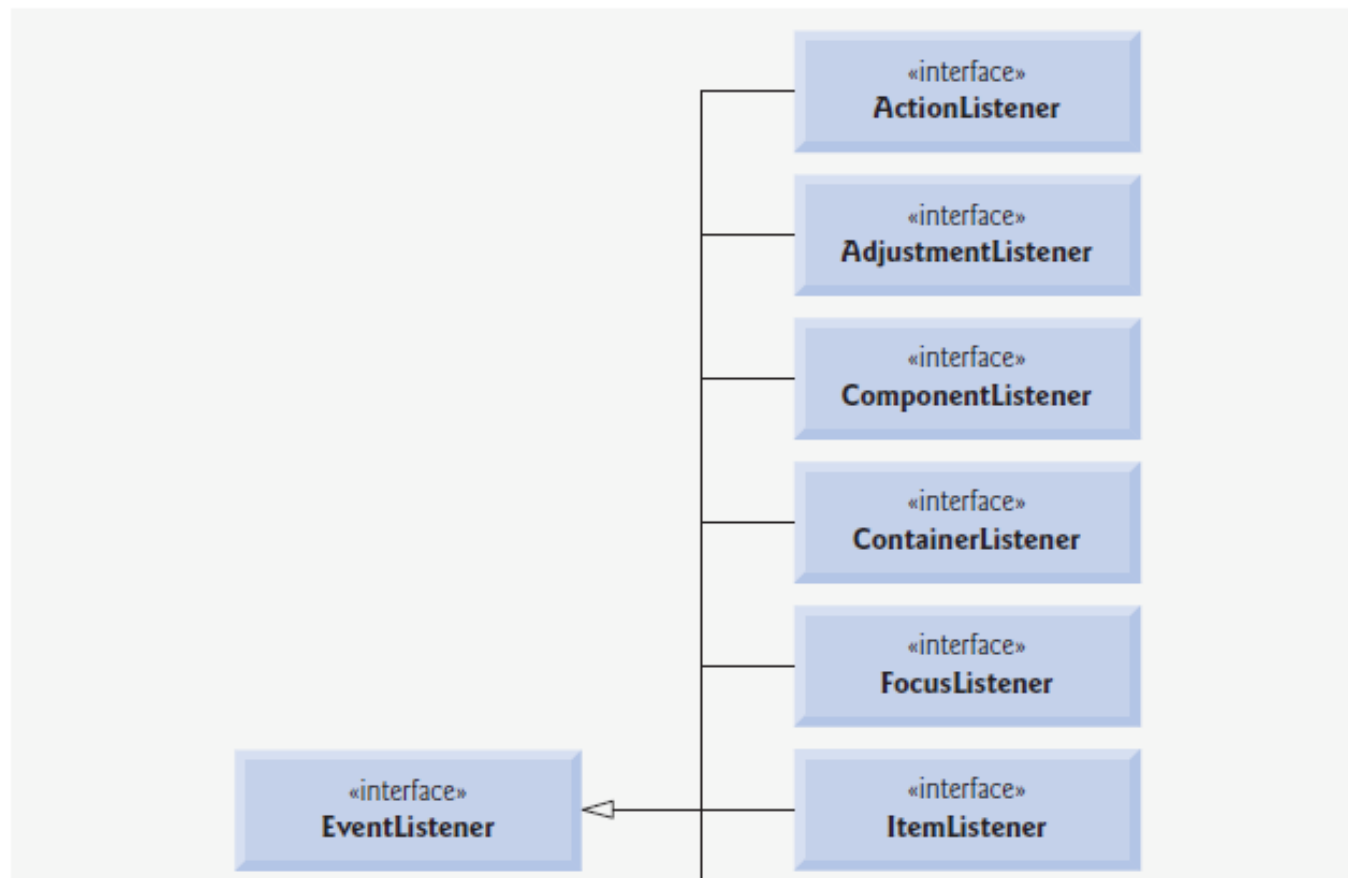 «interface»
ActionListener
«interface»
AdjustmentListener
«interface»
ComponentListener
«interface»
ContainerListener
«interface»
FocusListener
«interface»
EventListener
«interface»
ItemListener